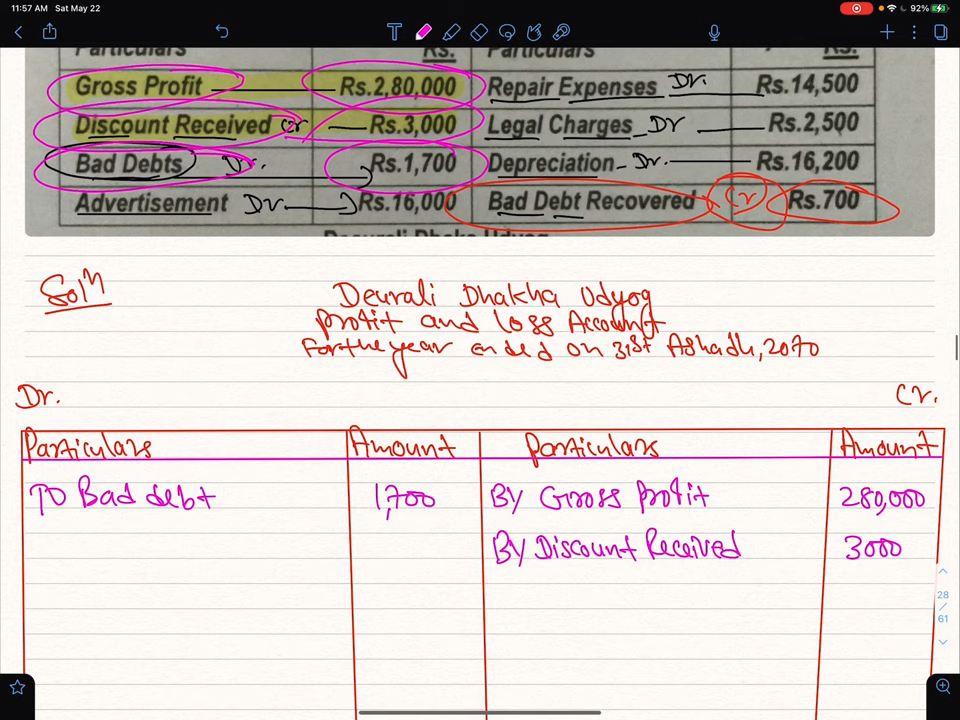 11:57 AM Sat May 22
92%
Particulars Rs. Particulars Rs.
Gross Profit Rs.2,80,000 Repair Expenses Dr. Rs.14,500
Discount Received Cr Rs.3,000 Legal Charges Dr Rs.2,500
Bad Debts Dr. Rs.1,700 Depreciation Dr. Rs.16,200
Advertisement Dr Rs.16,000 Bad Debt Recovered Cr Rs.700
Solⁿ
Deurali Dhakha Udyog
Profit and loss Account
For the year ended on 31st Ashadh, 2070
Dr. Cr.
Particulars Amount Particulars Amount
TO Bad debt 1,700 By Gross profit 280,000
By Discount Received 3000
28
/
61